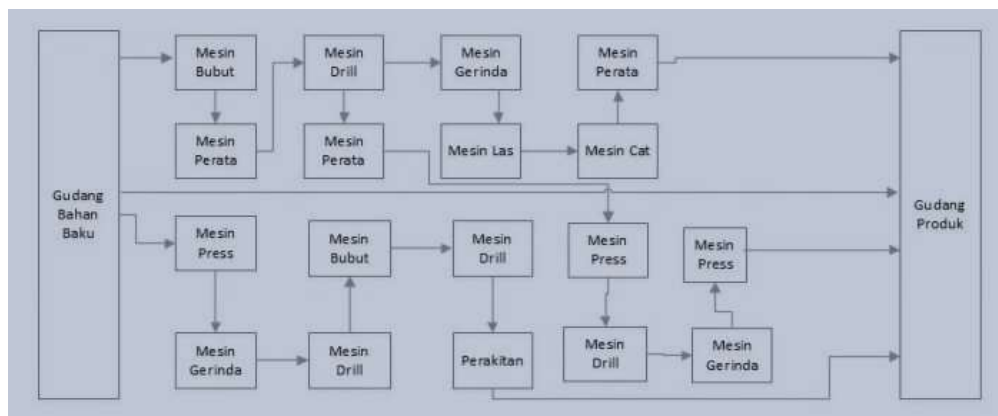 Gudang
Bahan
Baku
Mesin
Bubut
Mesin
Perata
Mesin
Drill
Mesin
Perata
Mesin
Gerinda
Mesin Las
Mesin
Perata
Mesin Cat
Mesin
Press
Mesin
Gerinda
Mesin
Bubut
Mesin
Drill
Mesin
Drill
Perakitan
Mesin
Press
Mesin
Drill
Mesin
Press
Mesin
Gerinda
Gudang
Produk